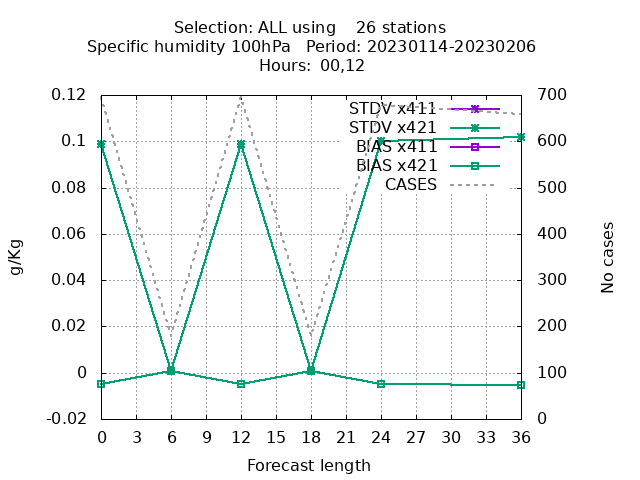 Selection: ALL using 26 stations
Specific humidity 100hPa Period: 20230114-20230206
Hours: 00,12
0.12
0.1
0.08
0.06
0.04
0.02
0
-0.02
g/Kg
STDV x411
STDV x421
BIAS x411
BIAS x421
CASES
700
600
500
400
300
200
100
0
No cases
0 3 6 9 12 15 18 21 24 27 30 33 36
Forecast length